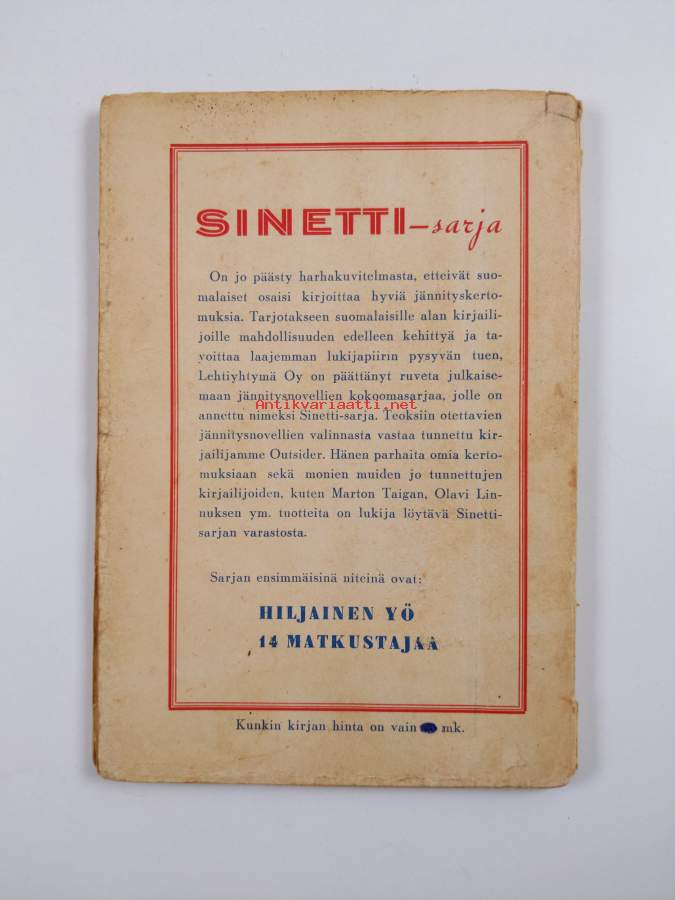 SINETTI-sarja
On jo päästy harhakuvitelmasta, etteivät suo-
malaiset osaisi kirjoittaa hyviä jännityskerto-
muksia. Tarjotakseen suomalaisille alan kirjaili-
joille mahdollisuuden edelleen kehittyä ja ta-
voittaa laajemman lukijapiirin pysyvän tuen,
Lehtiyhtymä Oy on päättänyt ruveta julkaise-
maan jännitysnovellien kokoomasarjaa, jolle on
Antikvariaatti.net
annettu nimeksi Sinetti-sarja. Teoksiin otettavien
jännitysnovellien valinnasta vastaa tunnettu kir-
jailijamme Outsider. Hänen parhaita omia kerto-
muksiaan sekä monien muiden jo tunnettujen
kirjailijoiden, kuten Marton Taigan, Olavi Lin-
nuksen ym. tuotteita on lukija löytävä Sinetti-
sarjan varastosta.
Sarjan ensimmäisinä niteinä ovat:
HILJAINEN YÖ
14 MATKUSTAJAA
Kunkin kirjan hinta on vain mk.